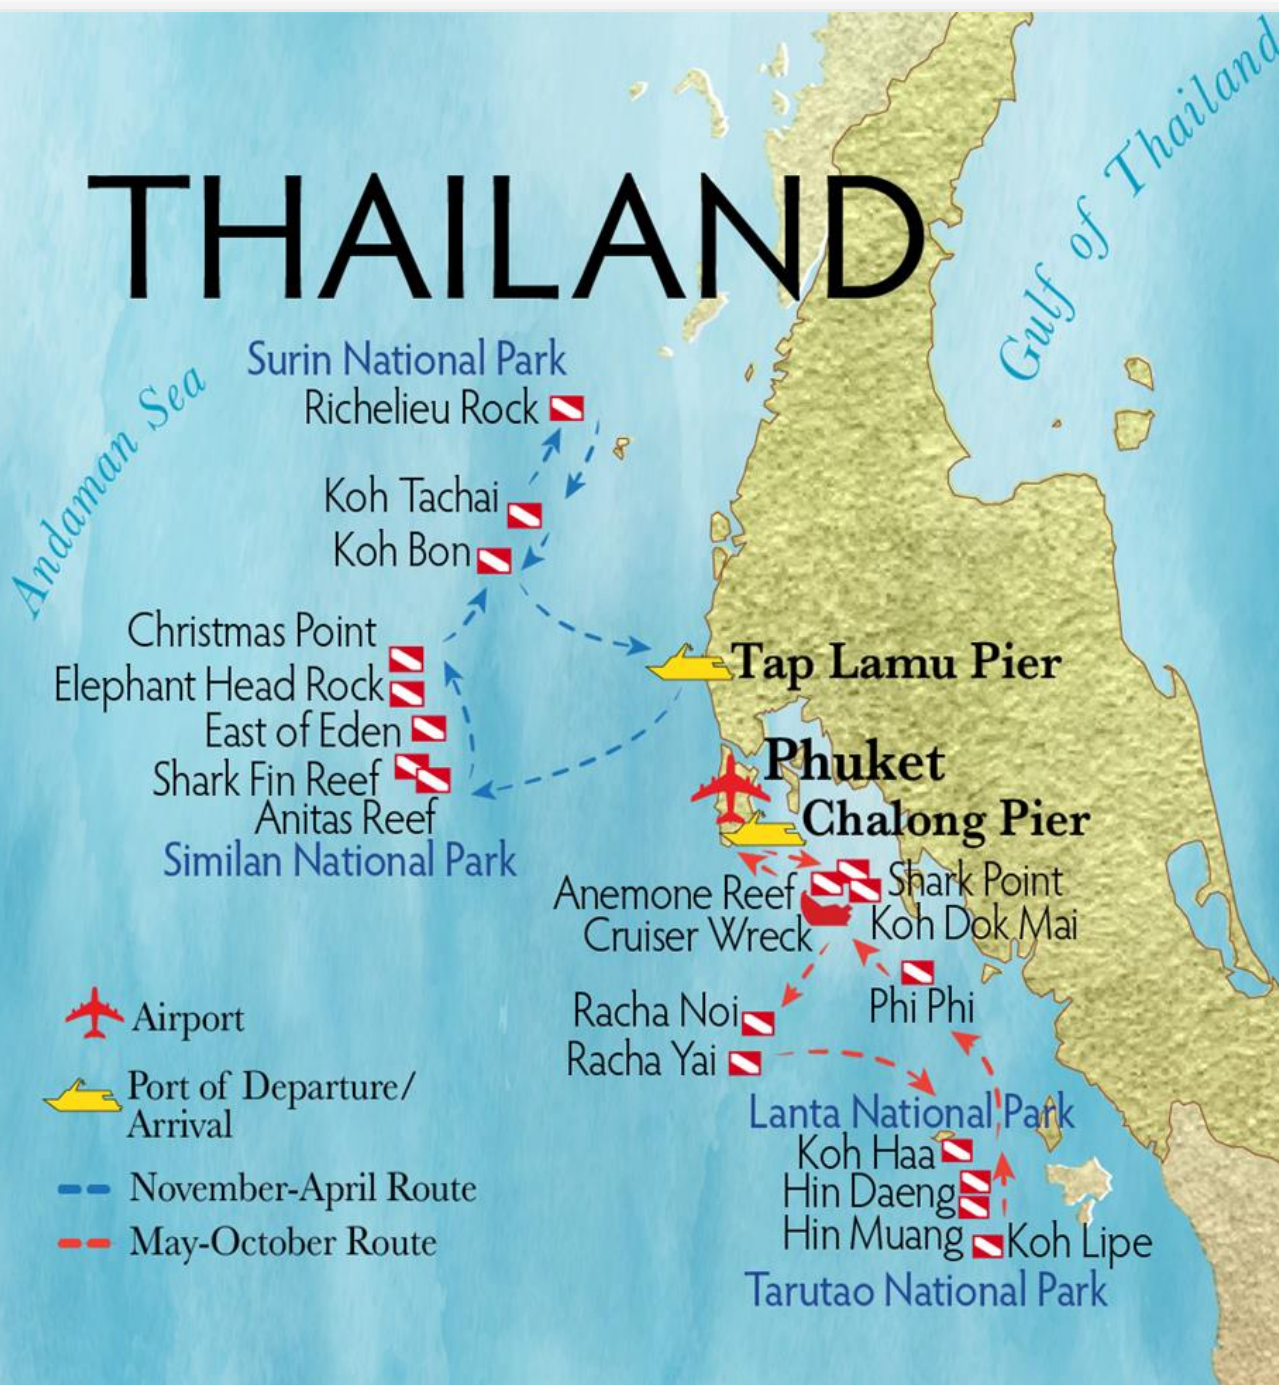 THAILAND
Gulf of Thailand
Andaman Sea
Surin National Park
Richelieu Rock
Koh Tachai
Koh Bon
Christmas Point
Elephant Head Rock
East of Eden
Shark Fin Reef
Anitas Reef
Similan National Park
Tap Lamu Pier
Phuket
Chalong Pier
Anemone Reef
Shark Point
Cruiser Wreck
Koh Dok Mai
Racha Noi
Phi Phi
Racha Yai
Lanta National Park
Koh Haa
Hin Daeng
Hin Muang
Koh Lipe
Tarutao National Park
Airport
Port of Departure/
Arrival
November-April Route
May-October Route